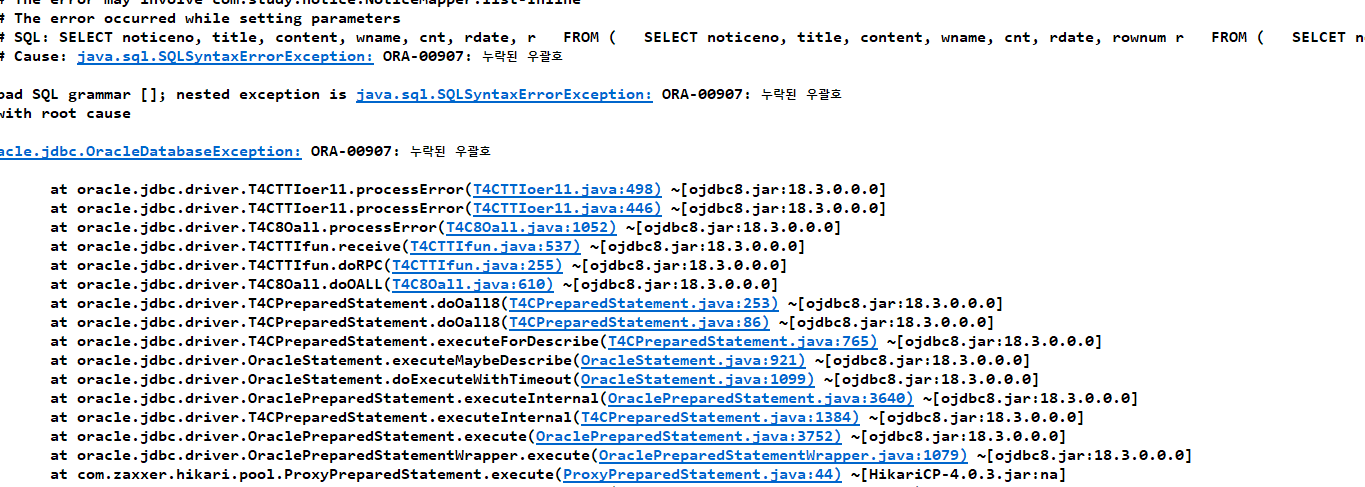 # The error may involve com.study.notice.NoticeMapper.list-Inline
# The error occurred while setting parameters
# SQL: SELECT noticeno, title, content, wname, cnt, rdate, r   FROM (   SELECT noticeno, title, content, wname, cnt, rdate, rownum r   FROM (   SELCET no
# Cause: java.sql.SQLSyntaxErrorException: ORA-00907: 누락된 우괄호
bad SQL grammar []; nested exception is java.sql.SQLSyntaxErrorException: ORA-00907: 누락된 우괄호
with root cause
acle.jdbc.OracleDatabaseException: ORA-00907: 누락된 우괄호
at oracle.jdbc.driver.T4CTTIoer11.processError(T4CTTIoer11.java:498) ~[ojdbc8.jar:18.3.0.0.0]
at oracle.jdbc.driver.T4CTTIoer11.processError(T4CTTIoer11.java:446) ~[ojdbc8.jar:18.3.0.0.0]
at oracle.jdbc.driver.T4C8Oall.processError(T4C8Oall.java:1052) ~[ojdbc8.jar:18.3.0.0.0]
at oracle.jdbc.driver.T4CTTIfun.receive(T4CTTIfun.java:537) ~[ojdbc8.jar:18.3.0.0.0]
at oracle.jdbc.driver.T4CTTIfun.doRPC(T4CTTIfun.java:255) ~[ojdbc8.jar:18.3.0.0.0]
at oracle.jdbc.driver.T4C8Oall.doOALL(T4C8Oall.java:610) ~[ojdbc8.jar:18.3.0.0.0]
at oracle.jdbc.driver.T4CPreparedStatement.doOall8(T4CPreparedStatement.java:253) ~[ojdbc8.jar:18.3.0.0.0]
at oracle.jdbc.driver.T4CPreparedStatement.doOall8(T4CPreparedStatement.java:86) ~[ojdbc8.jar:18.3.0.0.0]
at oracle.jdbc.driver.T4CPreparedStatement.executeForDescribe(T4CPreparedStatement.java:765) ~[ojdbc8.jar:18.3.0.0.0]
at oracle.jdbc.driver.OracleStatement.executeMaybeDescribe(OracleStatement.java:921) ~[ojdbc8.jar:18.3.0.0.0]
at oracle.jdbc.driver.OracleStatement.doExecuteWithTimeout(OracleStatement.java:1099) ~[ojdbc8.jar:18.3.0.0.0]
at oracle.jdbc.driver.OraclePreparedStatement.executeInternal(OraclePreparedStatement.java:3640) ~[ojdbc8.jar:18.3.0.0.0]
at oracle.jdbc.driver.T4CPreparedStatement.executeInternal(T4CPreparedStatement.java:1384) ~[ojdbc8.jar:18.3.0.0.0]
at oracle.jdbc.driver.OraclePreparedStatement.execute(OraclePreparedStatement.java:3752) ~[ojdbc8.jar:18.3.0.0.0]
at oracle.jdbc.driver.OraclePreparedStatementWrapper.execute(OraclePreparedStatementWrapper.java:1079) ~[ojdbc8.jar:18.3.0.0.0]
at com.zaxxer.hikari.pool.ProxyPreparedStatement.execute(ProxyPreparedStatement.java:44) ~[HikariCP-4.0.3.jar:na]